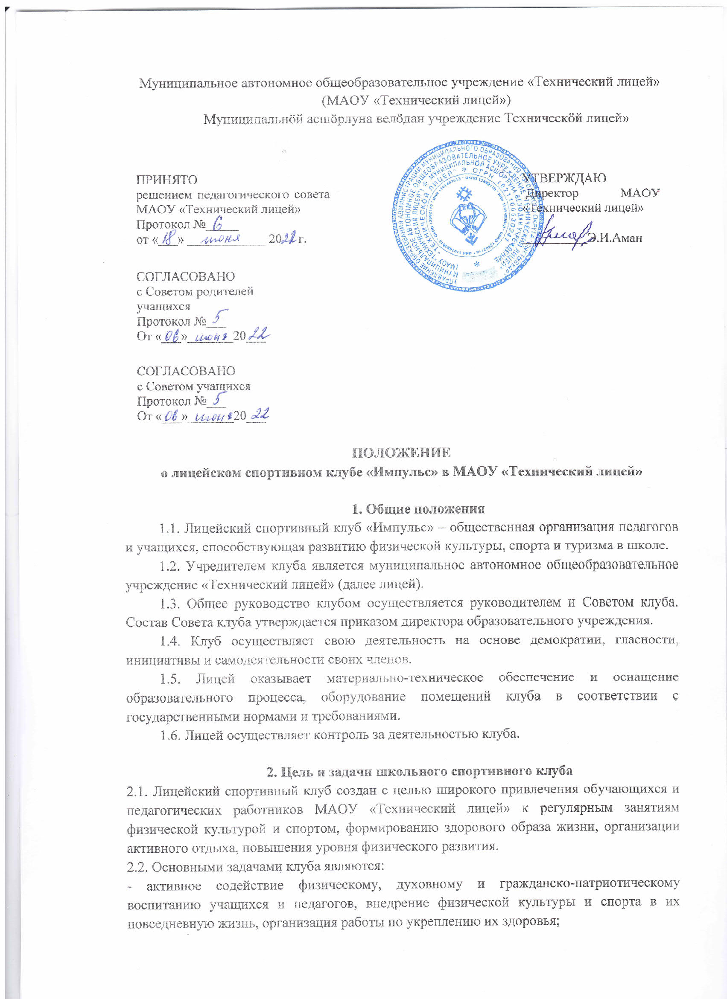 Муниципальное автономное общеобразовательное учреждение «Технический лицей»
(МАОУ «Технический лицей»)
Муниципальнöй асшöрлуна велöдан учреждение Техническöй лицей»
ПРИНЯТО
решением педагогического совета
МАОУ «Технический лицей»
Протокол № 6
от «18» июня 2022 г.
УТВЕРЖДАЮ
Директор МАОУ
«Технический лицей»
Э.И.Аман
СОГЛАСОВАНО
с Советом родителей
учащихся
Протокол № 5
От «06» июня 20 22
СОГЛАСОВАНО
с Советом учащихся
Протокол № 5
От «06» июня 20 22
ПОЛОЖЕНИЕ
о лицейском спортивном клубе «Импульс» в МАОУ «Технический лицей»
1. Общие положения
1.1. Лицейский спортивный клуб «Импульс» – общественная организация педагогов
и учащихся, способствующая развитию физической культуры, спорта и туризма в школе.
1.2. Учредителем клуба является муниципальное автономное общеобразовательное
учреждение «Технический лицей» (далее лицей).
1.3. Общее руководство клубом осуществляется руководителем и Советом клуба.
Состав Совета клуба утверждается приказом директора образовательного учреждения.
1.4. Клуб осуществляет свою деятельность на основе демократии, гласности,
инициативы и самодеятельности своих членов.
1.5. Лицей оказывает материально-техническое обеспечение и оснащение
образовательного процесса, оборудование помещений клуба в соответствии с
государственными нормами и требованиями.
1.6. Лицей осуществляет контроль за деятельностью клуба.
2. Цель и задачи школьного спортивного клуба
2.1. Лицейский спортивный клуб создан с целью широкого привлечения обучающихся и
педагогических работников МАОУ «Технический лицей» к регулярным занятиям
физической культурой и спортом, формированию здорового образа жизни, организации
активного отдыха, повышения уровня физического развития.
2.2. Основными задачами клуба являются:
- активное содействие физическому, духовному и гражданско-патриотическому
воспитанию учащихся и педагогов, внедрение физической культуры и спорта в их
повседневную жизнь, организация работы по укреплению их здоровья;